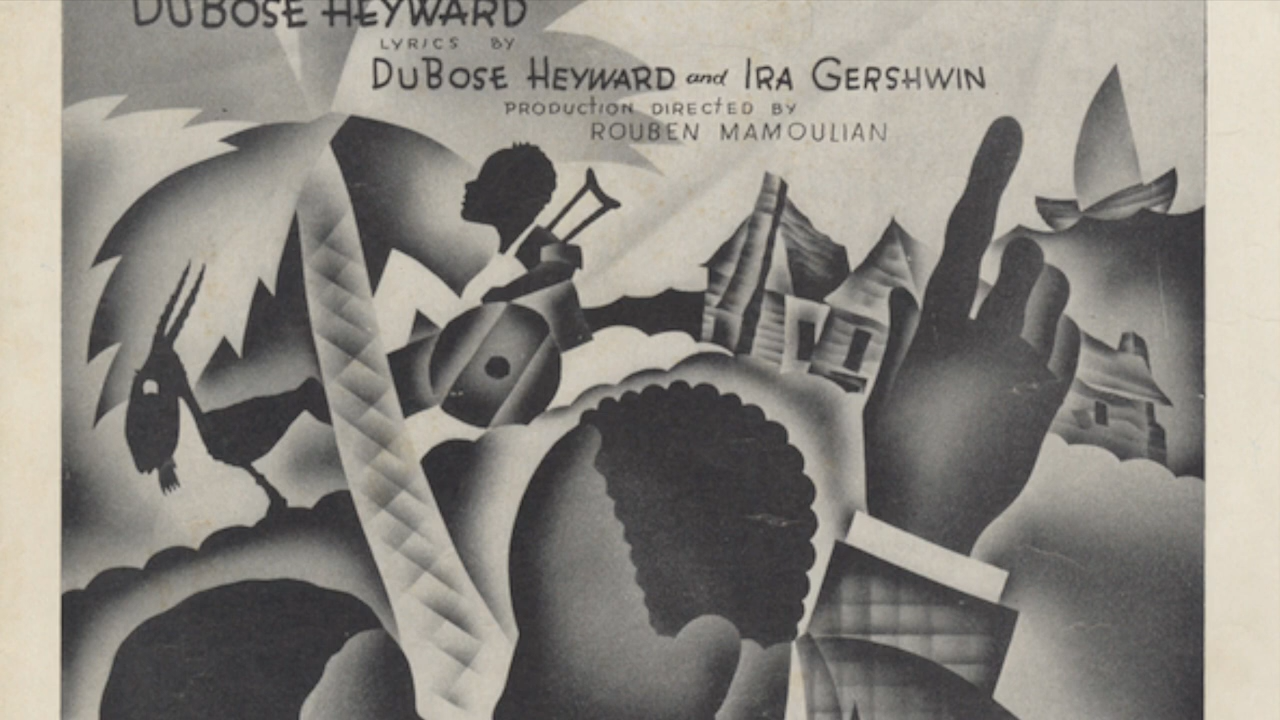 DuBOSE HEYWARD
LYRICS BY
DuBOSE HEYWARD and IRA GERSHWIN
PRODUCTION DIRECTED BY
ROUBEN MAMOULIAN